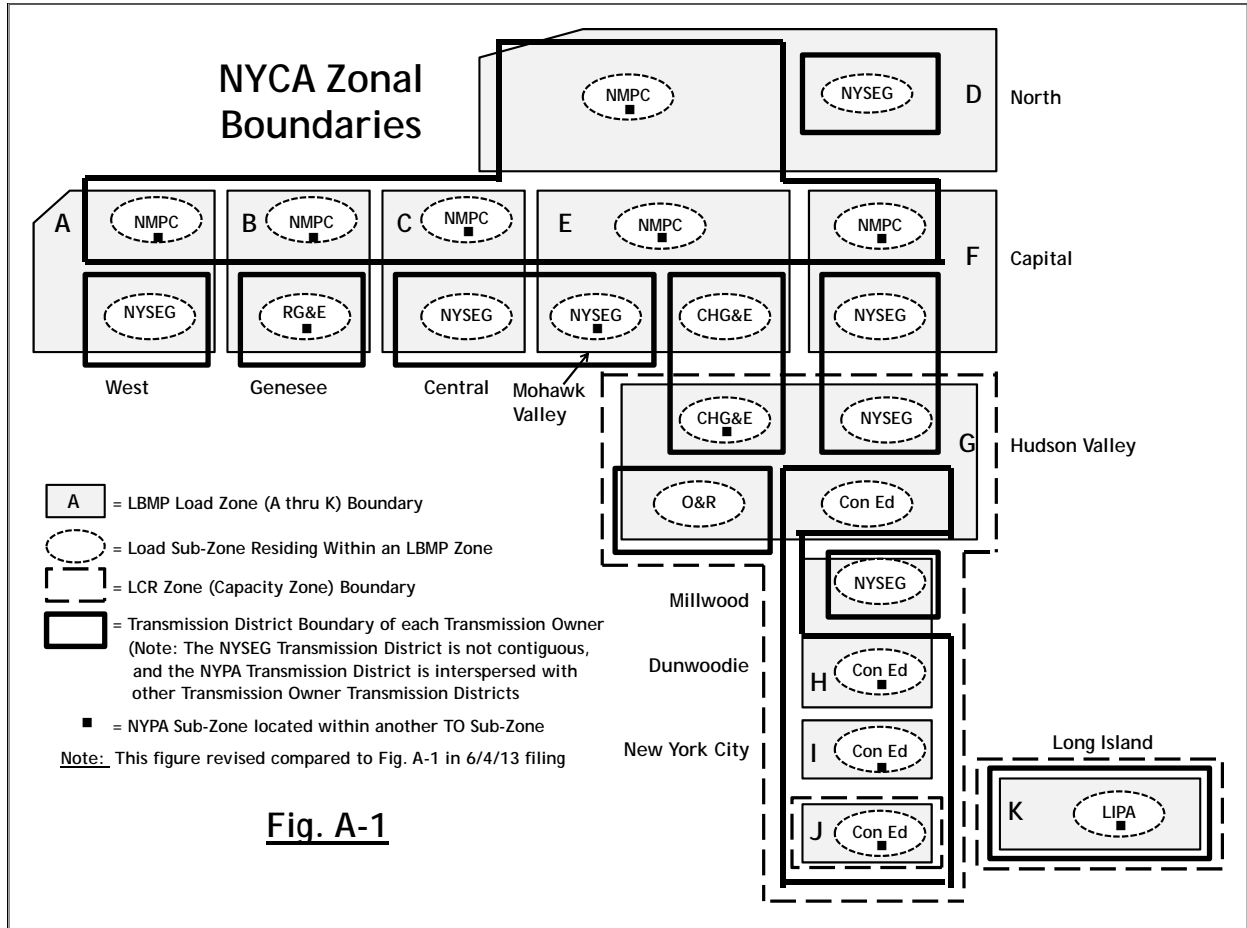 NYCA Zonal
Boundaries
NMPC
NYSEG
D
North
A
NMPC
B
NMPC
C
NMPC
E
NMPC
NMPC
F
Capital
NYSEG
RG&E
NYSEG
NYSEG
CHG&E
NYSEG
West
Genesee
Central
Mohawk
Valley
CHG&E
NYSEG
G
Hudson Valley
O&R
Con Ed
A
= LBMP Load Zone (A thru K) Boundary
= Load Sub-Zone Residing Within an LBMP Zone
= LCR Zone (Capacity Zone) Boundary
= Transmission District Boundary of each Transmission Owner
(Note: The NYSEG Transmission District is not contiguous,
and the NYPA Transmission District is interspersed with
other Transmission Owner Transmission Districts
= NYPA Sub-Zone located within another TO Sub-Zone
Note: This figure revised compared to Fig. A-1 in 6/4/13 filing
Fig. A-1
Millwood
NYSEG
Dunwoodie
H
Con Ed
New York City
I
Con Ed
J
Con Ed
Long Island
K
LIPA